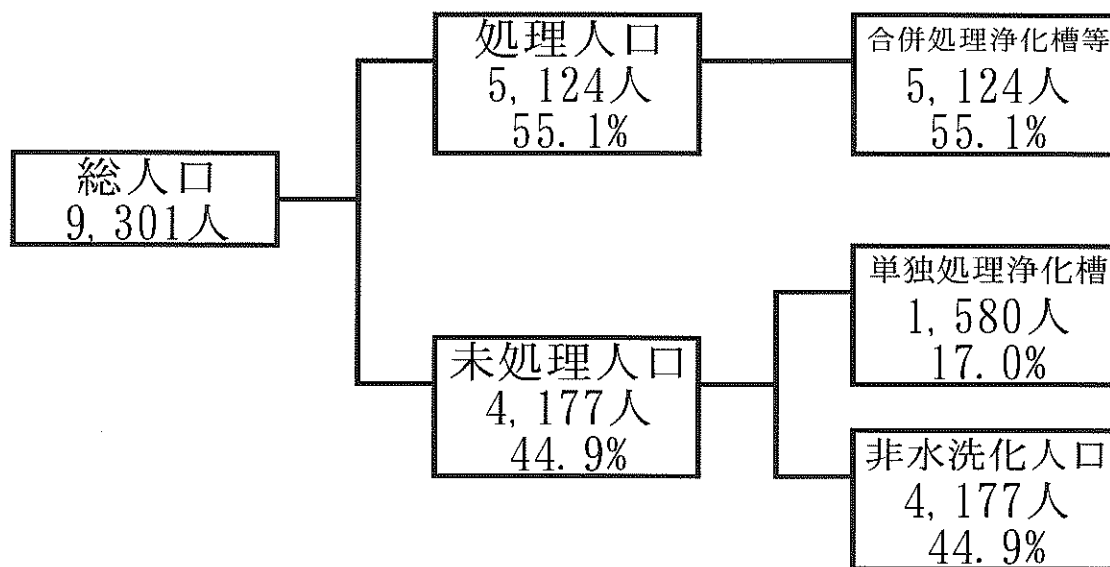 総人口
9,301人
処理人口
5,124人
55.1%
合併処理浄化槽等
5,124人
55.1%
未処理人口
4,177人
44.9%
単独処理浄化槽
1,580人
17.0%
非水洗化人口
4,177人
44.9%